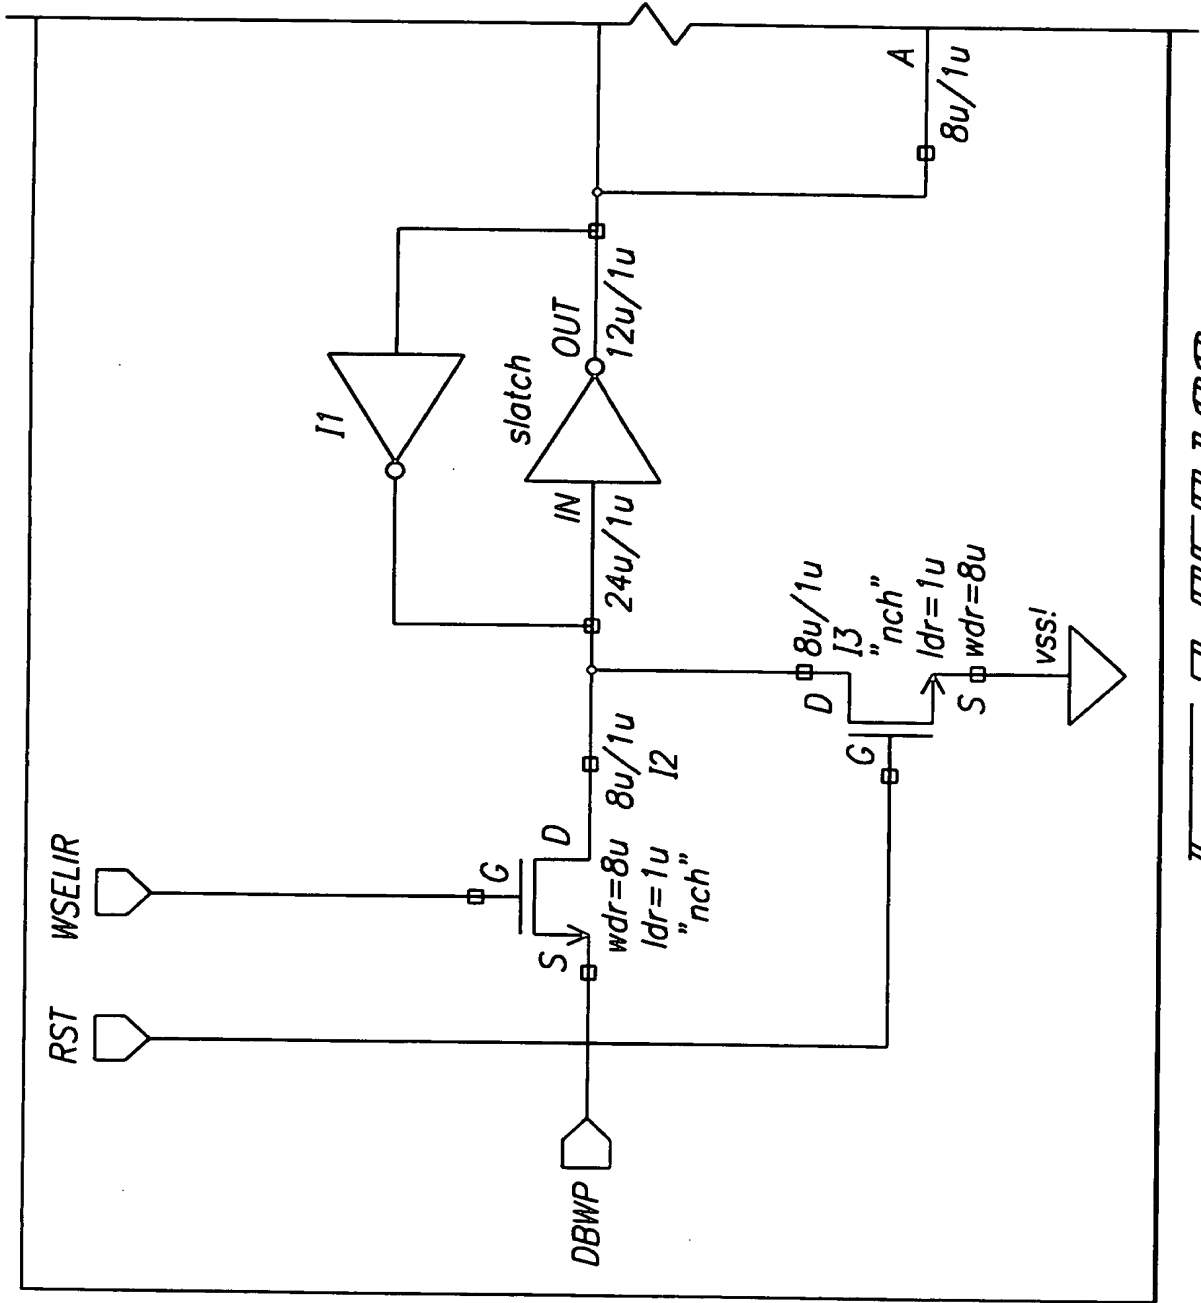 RST
WSELIR
I1
slatch
IN
OUT
24u/1u
12u/1u
G
S
D
wdr=8u
ldr=1u
"nch"
8u/1u
I2
DBWP
8u/1u
I3
"nch"
ldr=1u
wdr=8u
D
G
S
vss!
A
8u/1u